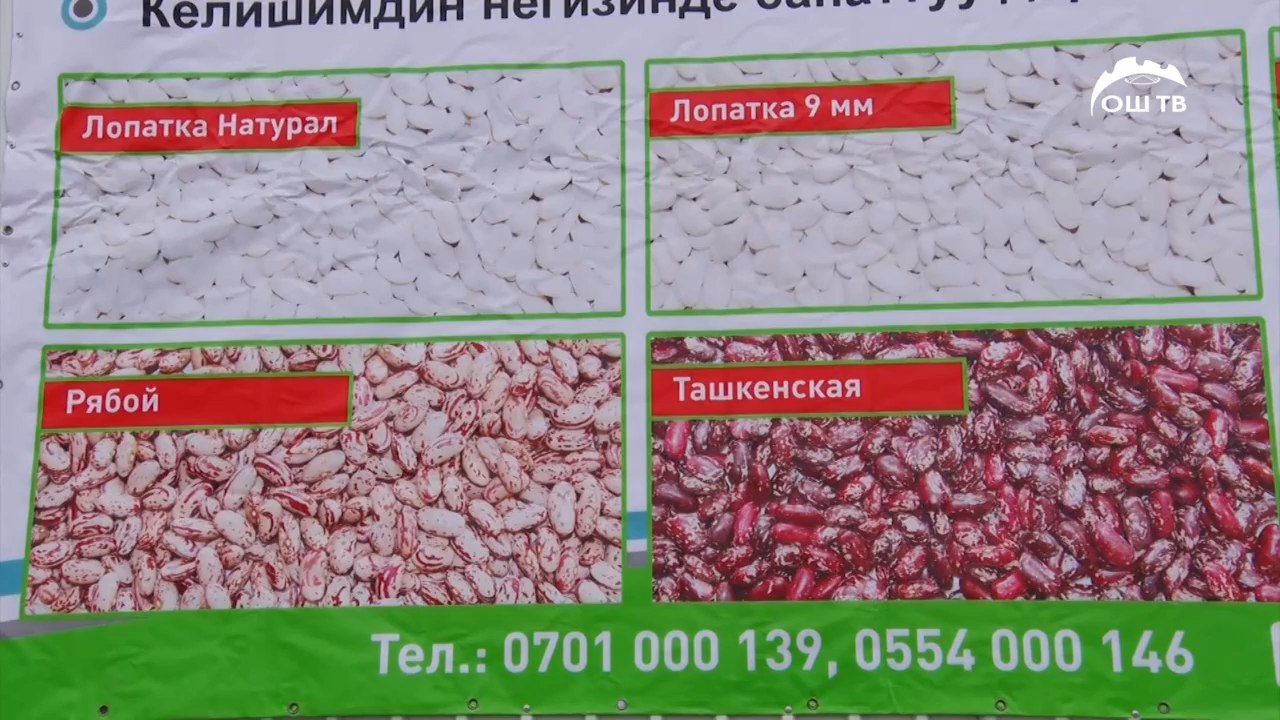 Келишимдин негизинде
ОШ ТВ
Лопатка Натурал
Лопатка 9 мм
Рябой
Ташкенская
Тел.: 0701 000 139, 0554 000 146